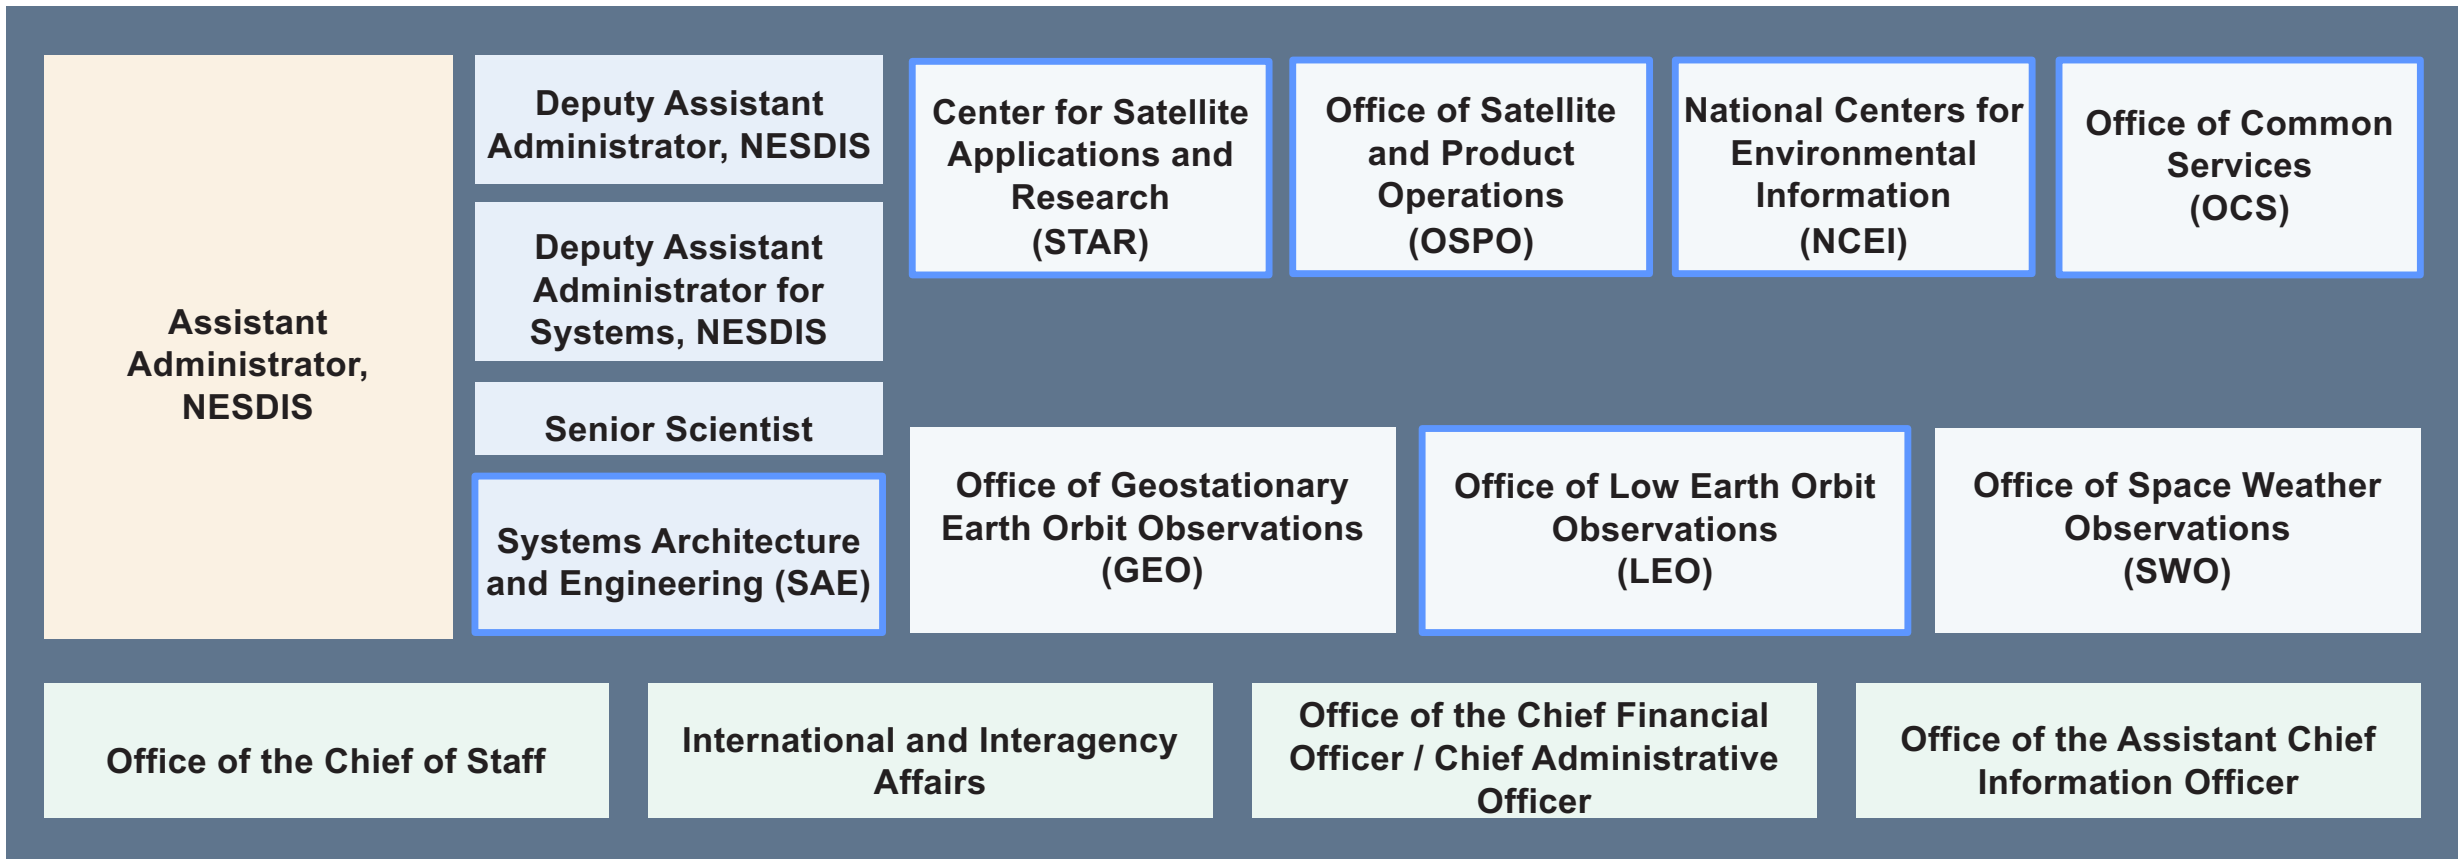 Assistant
Administrator,
NESDIS
Deputy Assistant
Administrator, NESDIS
Deputy Assistant
Administrator for
Systems, NESDIS
Senior Scientist
Systems Architecture
and Engineering (SAE)
Center for Satellite
Applications and
Research
(STAR)
Office of Satellite
and Product
Operations
(OSPO)
National Centers for
Environmental
Information
(NCEI)
Office of Common
Services
(OCS)
Office of Geostationary
Earth Orbit Observations
(GEO)
Office of Low Earth Orbit
Observations
(LEO)
Office of Space Weather
Observations
(SWO)
Office of the Chief of Staff
International and Interagency
Affairs
Office of the Chief Financial
Officer / Chief Administrative
Officer
Office of the Assistant Chief
Information Officer